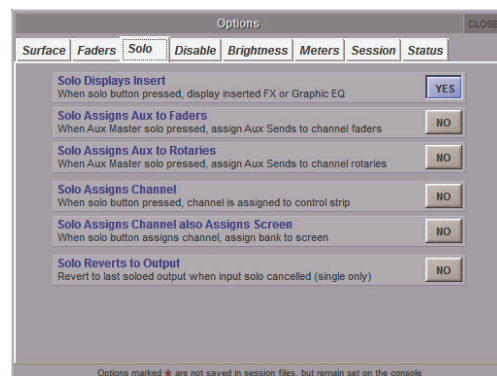 Options
CLOSE
Surface Faders Solo Disable Brightness Meters Session Status
Solo Displays Insert
When solo button pressed, display inserted FX or Graphic EQ
YES
Solo Assigns Aux to Faders
When Aux Master solo pressed, assign Aux Sends to channel faders
NO
Solo Assigns Aux to Rotaries
When Aux Master solo pressed, assign Aux Sends to channel rotaries
NO
Solo Assigns Channel
When solo button pressed, channel is assigned to control strip
NO
Solo Assigns Channel also Assigns Screen
When solo button assigns channel, assign bank to screen
NO
Solo Reverts to Output
Revert to last soloed output when input solo cancelled (single only)
NO
Options marked * are not saved in session files, but remain set on the console